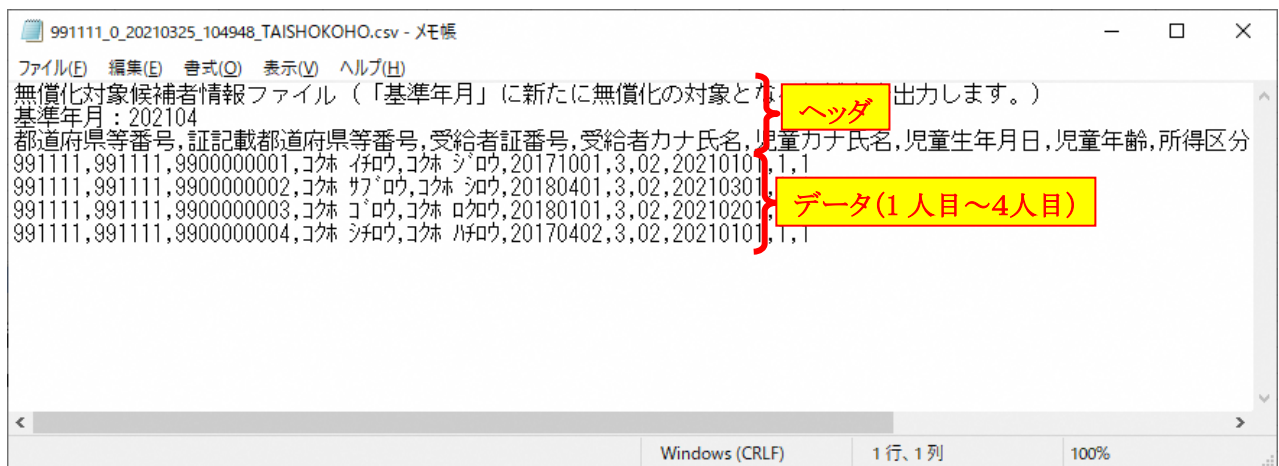 991111_0_20210325_104948_TAISHOKOHO.csv - メモ帳
ファイル(F) 編集(E) 書式(O) 表示(V) ヘルプ(H)
無償化対象候補者情報ファイル(「基準年月」に新たに無償化の対象とな 出力します。)
ヘッダ
基準年月:202104
都道府県等番号,証記載都道府県等番号,受給者証番号,受給者カナ氏名,児童カナ氏名,児童生年月日,児童年齢,所得区分
991111,991111,9900000001,コクホ イチロウ,コクホ ジロウ,20171001,3,02,20210101,1,1
991111,991111,9900000002,コクホ サブロウ,コクホ シロウ,20180401,3,02,20210301,
データ(1人目~4人目)
991111,991111,9900000003,コクホ ゴロウ,コクホ ロクロウ,20180101,3,02,20210201,
991111,991111,9900000004,コクホ シチロウ,コクホ ハチロウ,20170402,3,02,20210101,1,1
Windows (CRLF) 1行、1列 100%